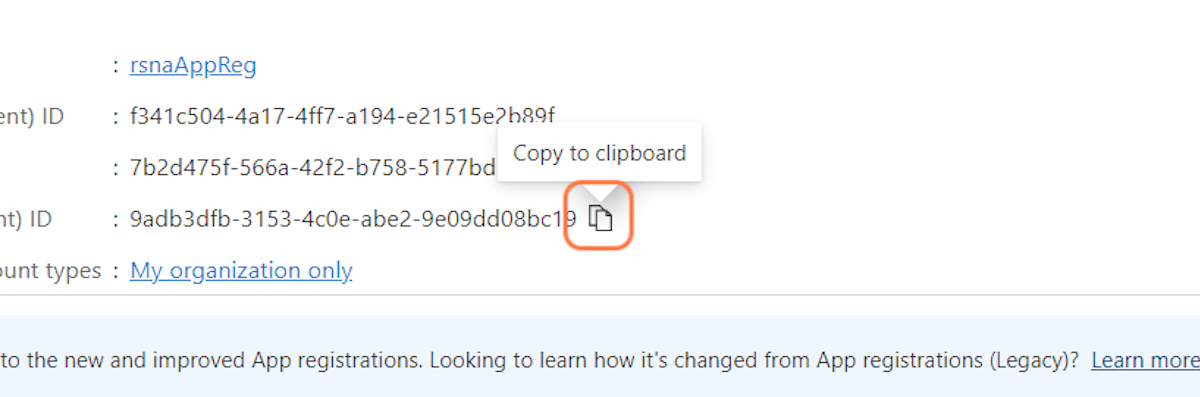 : rsnaAppReg
ent) ID : f341c504-4a17-4ff7-a194-e21515e2b89f
Copy to clipboard
: 7b2d475f-566a-42f2-b758-5177bd
nt) ID : 9adb3dfb-3153-4c0e-abe2-9e09dd08bc19
ount types : My organization only
to the new and improved App registrations. Looking to learn how it's changed from App registrations (Legacy)? Learn more